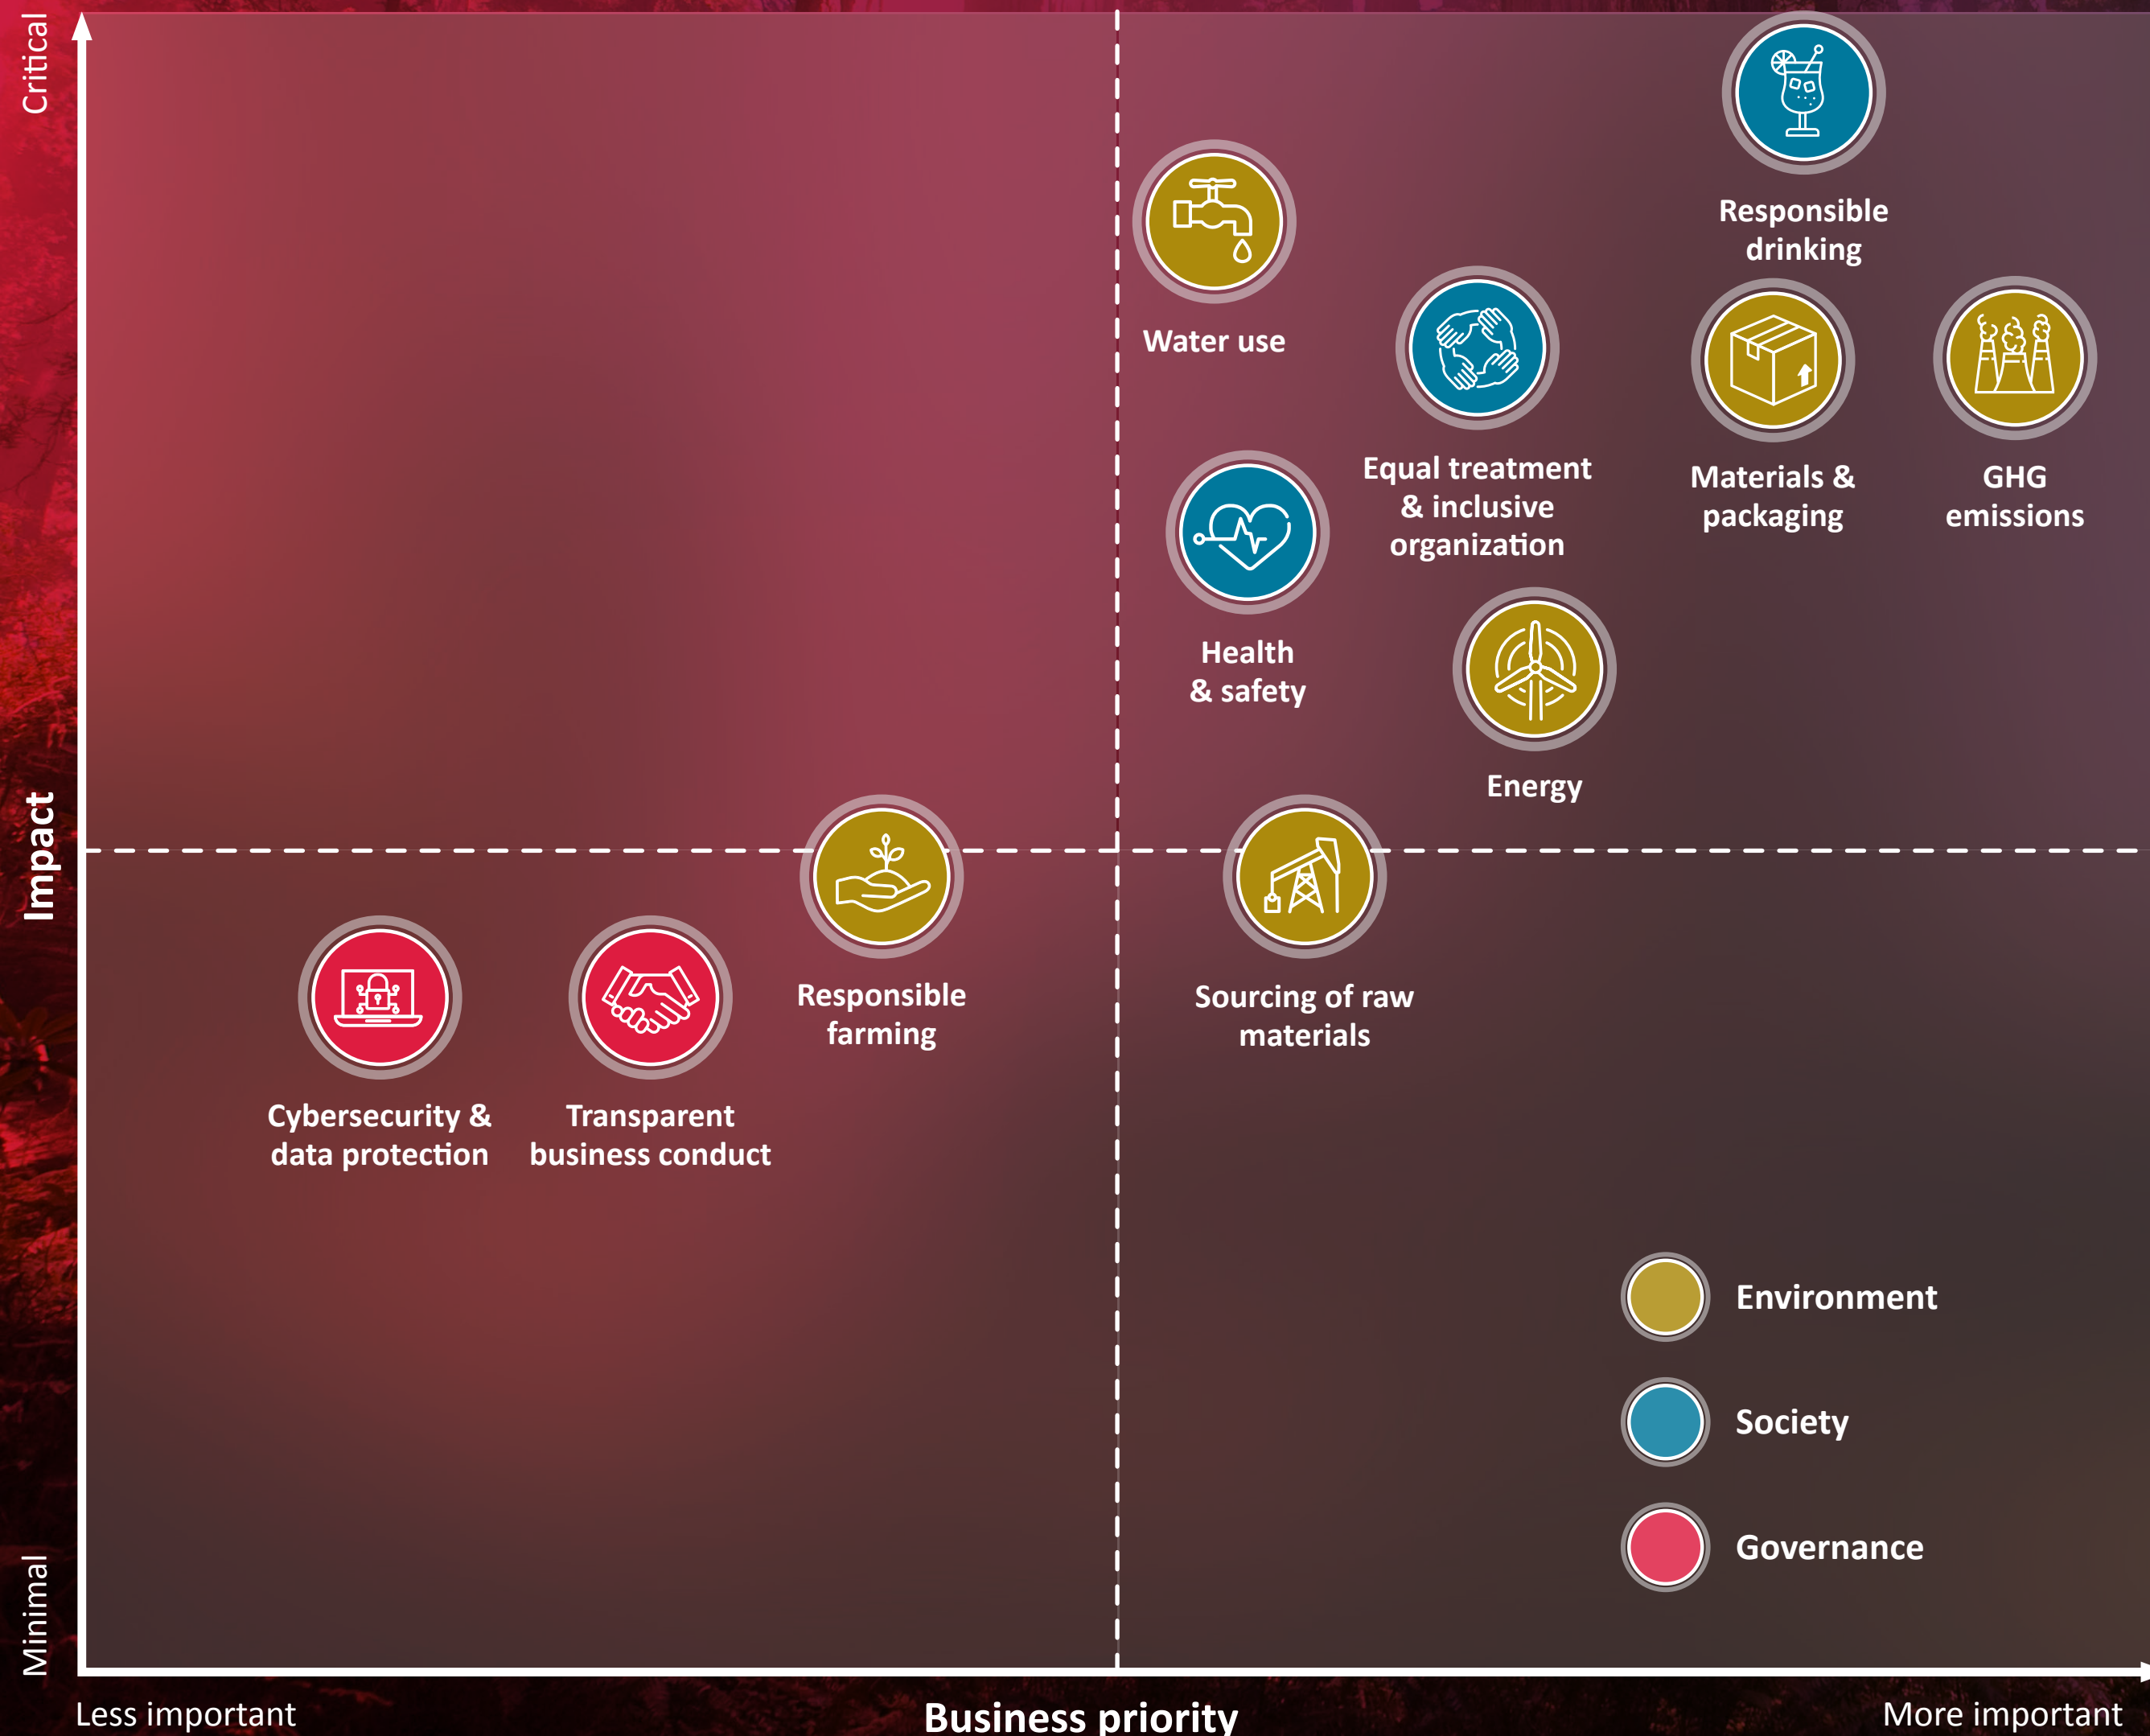 Critical
Responsible
drinking
Water use
Equal treatment
& inclusive
organization
Materials &
packaging
GHG
emissions
Health
& safety
Energy
Impact
Responsible
farming
Sourcing of raw
materials
Cybersecurity &
data protection
Transparent
business conduct
Environment
Society
Governance
Minimal
Less important
Business priority
More important